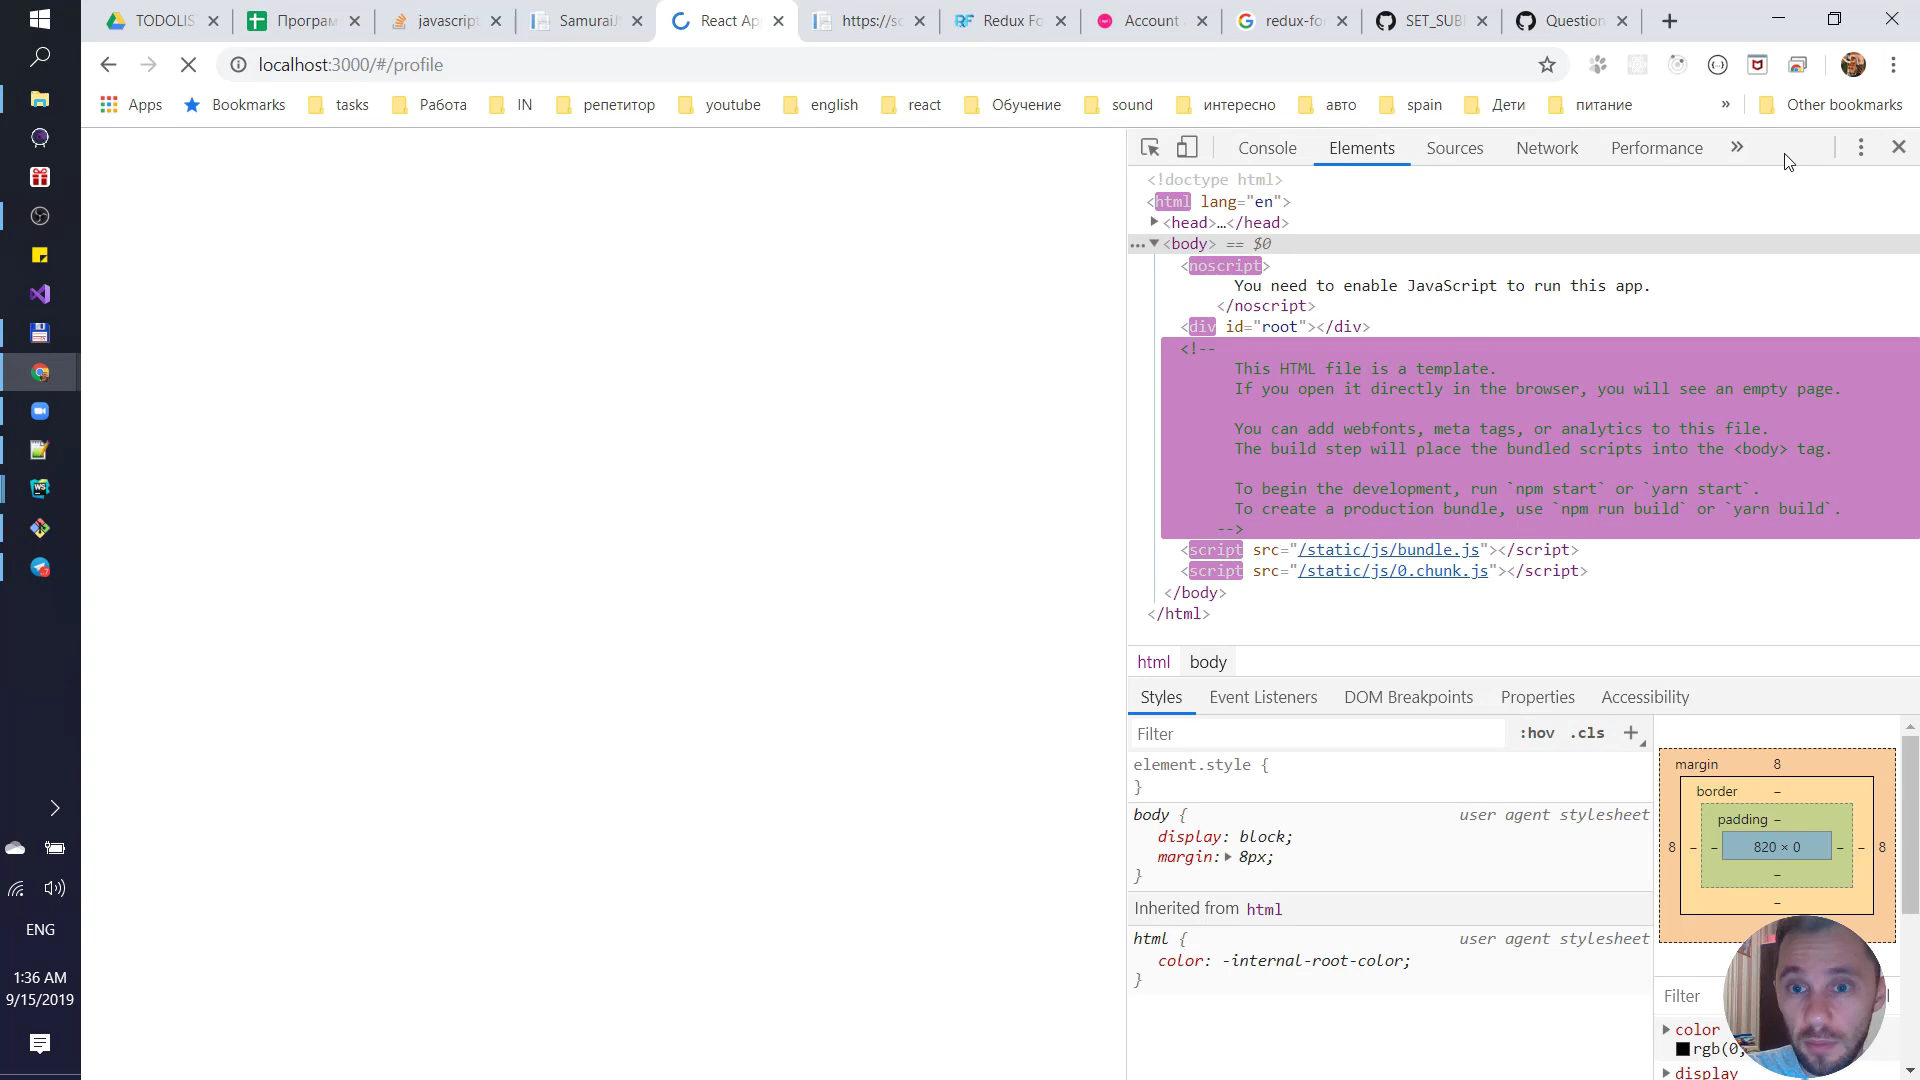 TODOLIS
Програм
javascript
SamuraiJ
React Ap
https://so
Redux Fo
Account
redux-for
SET_SUB
Question
localhost:3000/#/profile
Apps
Bookmarks
tasks
Работа
IN
репетитор
youtube
english
react
Обучение
sound
интересно
авто
spain
Дети
питание
»
Other bookmarks
Console
Elements
Sources
Network
Performance
»
<!doctype html>
<html lang="en">
<head>…</head>
<body> == $0
<noscript>
You need to enable JavaScript to run this app.
</noscript>
<div id="root"></div>
<!--
This HTML file is a template.
If you open it directly in the browser, you will see an empty page.
You can add webfonts, meta tags, or analytics to this file.
The build step will place the bundled scripts into the <body> tag.
To begin the development, run `npm start` or `yarn start`.
To create a production bundle, use `npm run build` or `yarn build`.
-->
<script src="/static/js/bundle.js"></script>
<script src="/static/js/0.chunk.js"></script>
</body>
</html>
html
body
Styles
Event Listeners
DOM Breakpoints
Properties
Accessibility
Filter
:hov
.cls
+
element.style {
}
body {
user agent stylesheet
display: block;
margin: 8px;
}
Inherited from html
html {
user agent stylesheet
color: -internal-root-color;
}
margin
8
border
–
padding –
8
–
–
820 × 0
–
–
8
–
–
Filter
color
rgb(0,
display
ENG
1:36 AM
9/15/2019